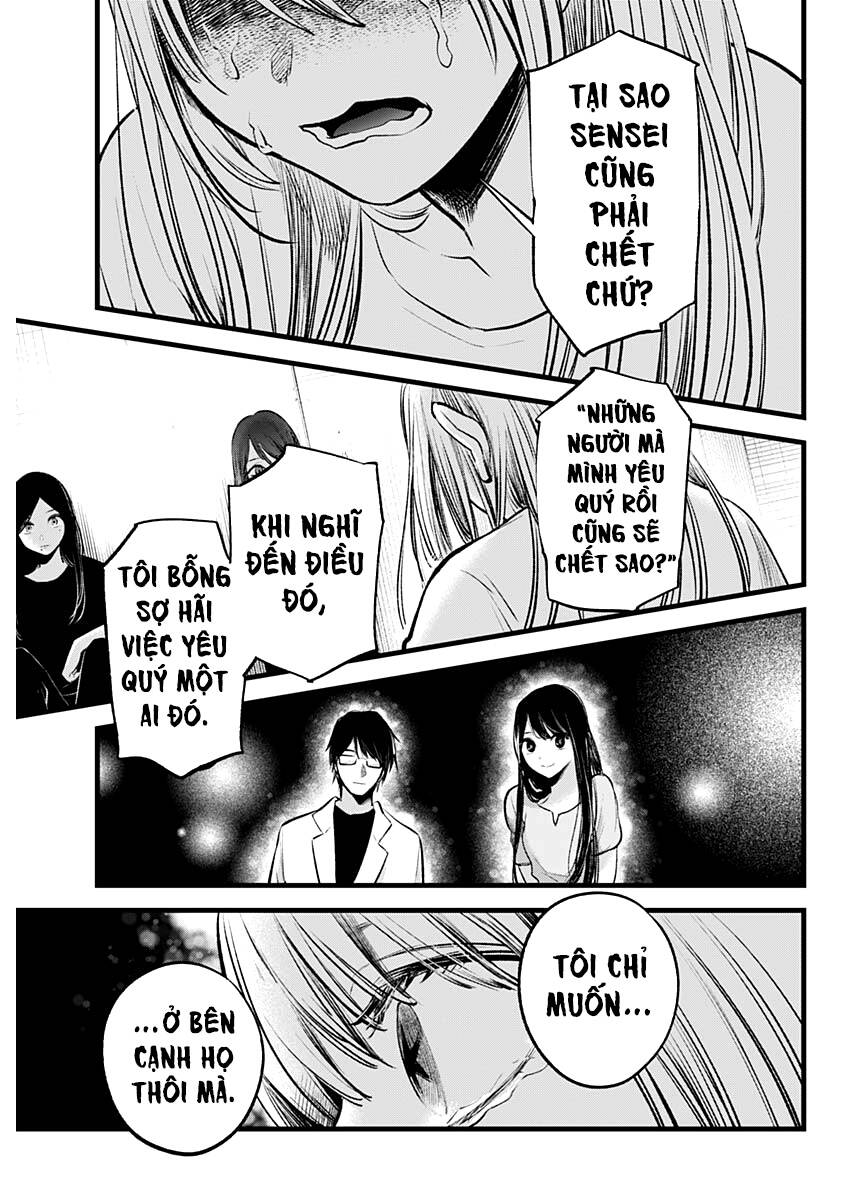 TẠI SAO
SENSEI
CŨNG
PHẢI
CHẾT
CHỨ?
"NHỮNG
NGƯỜI MÀ
MÌNH YÊU
QUÝ RỒI
CŨNG SẼ
CHẾT SAO?"
KHI NGHĨ
ĐẾN ĐIỀU
ĐÓ,
TÔI BỖNG
SỢ HÃI
VIỆC YÊU
QUÝ MỘT
AI ĐÓ.
TÔI CHỈ
MUỐN...
...Ở BÊN
CẠNH HỌ
THÔI MÀ.